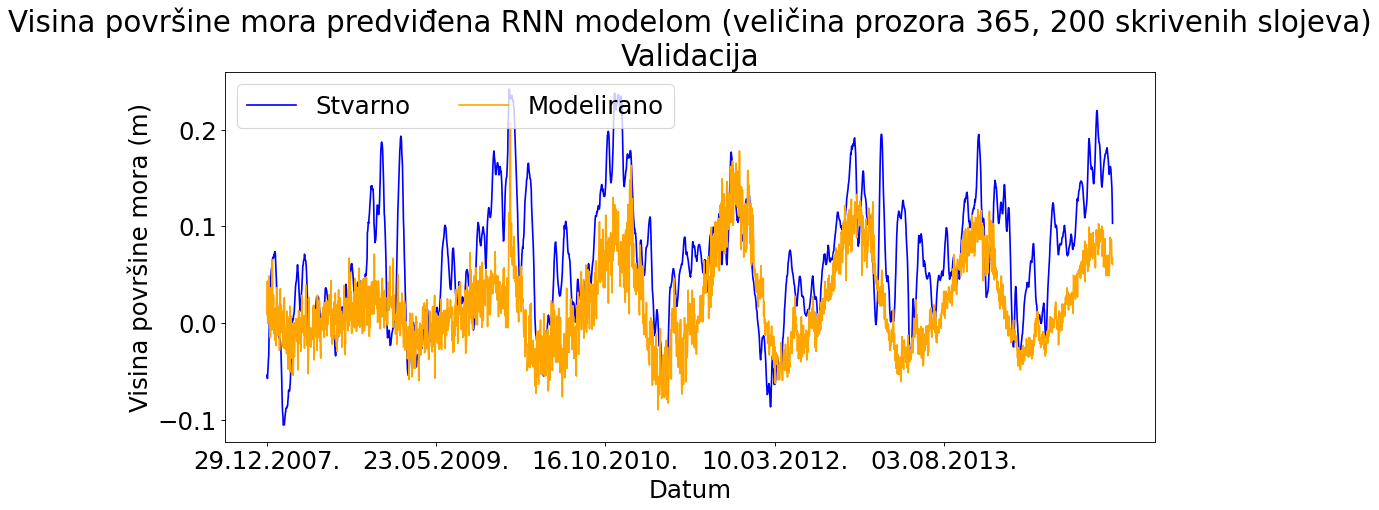 Visina površine mora predviđena RNN modelom (veličina prozora 365, 200 skrivenih slojeva)
Validacija
Stvarno
Modelirano
Visina površine mora (m)
0.2
0.1
0.0
−0.1
29.12.2007.
23.05.2009.
16.10.2010.
10.03.2012.
03.08.2013.
Datum